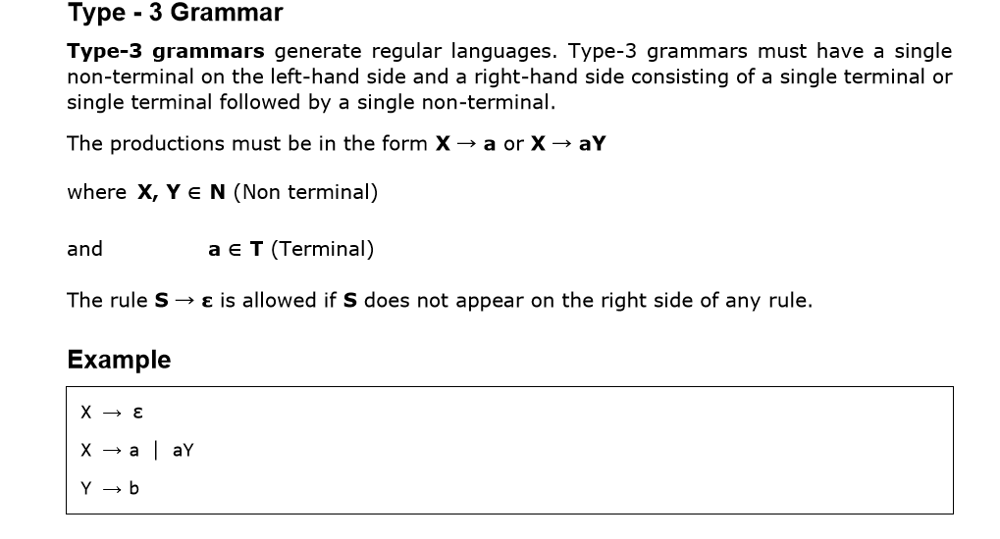 Type - 3 Grammar
Type-3 grammars generate regular languages. Type-3 grammars must have a single
non-terminal on the left-hand side and a right-hand side consisting of a single terminal or
single terminal followed by a single non-terminal.
The productions must be in the form X → a or X → aY
where X, Y ∈ N (Non terminal)
and a ∈ T (Terminal)
The rule S → ε is allowed if S does not appear on the right side of any rule.
Example
X → ε
X → a | aY
Y → b